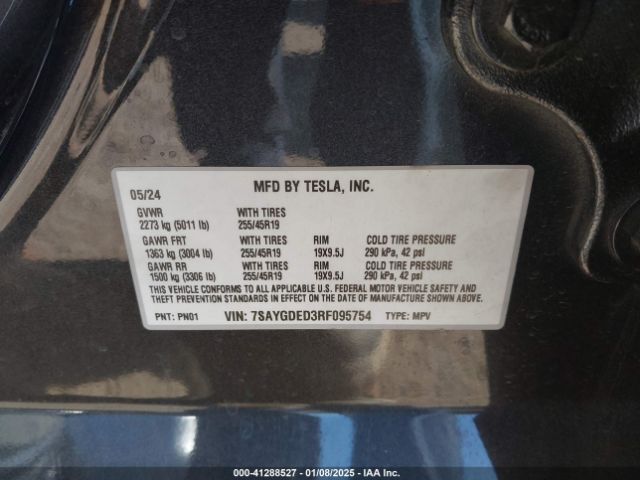 05/24 MFD BY TESLA, INC.
GVWR WITH TIRES
2273 kg (5011 lb) 255/45R19
GAWR FRT WITH TIRES RIM COLD TIRE PRESSURE
1363 kg (3004 lb) 255/45R19 19X9.5J 290 kPa, 42 psi
GAWR RR WITH TIRES RIM COLD TIRE PRESSURE
1500 kg (3306 lb) 255/45R19 19X9.5J 290 kPa, 42 psi
THIS VEHICLE CONFORMS TO ALL APPLICABLE U.S. FEDERAL MOTOR VEHICLE SAFETY AND
THEFT PREVENTION STANDARDS IN EFFECT ON THE DATE OF MANUFACTURE SHOWN ABOVE.
PNT: PN01 VIN: 7SAYGDED3RF095754 TYPE: MPV
000-41288527 - 01/08/2025 - IAA Inc.